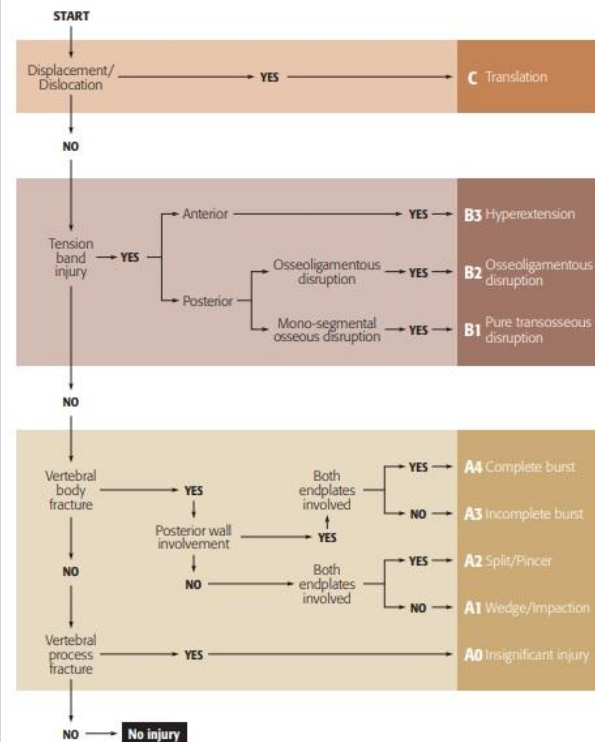 START
Displacement/
Dislocation
YES
C Translation
NO
Tension
band
injury
YES
Anterior
YES
B3 Hyperextension
Posterior
Osseoligamentous
disruption
YES
B2 Osseoligamentous
disruption
Mono-segmental
osseous disruption
YES
B1 Pure transosseous
disruption
NO
Vertebral
body
fracture
YES
Posterior wall
involvement
YES
Both
endplates
involved
YES
A4 Complete burst
NO
A3 Incomplete burst
NO
Both
endplates
involved
YES
A2 Split/Pincer
NO
A1 Wedge/Impaction
NO
Vertebral
process
fracture
YES
A0 Insignificant injury
NO
No injury